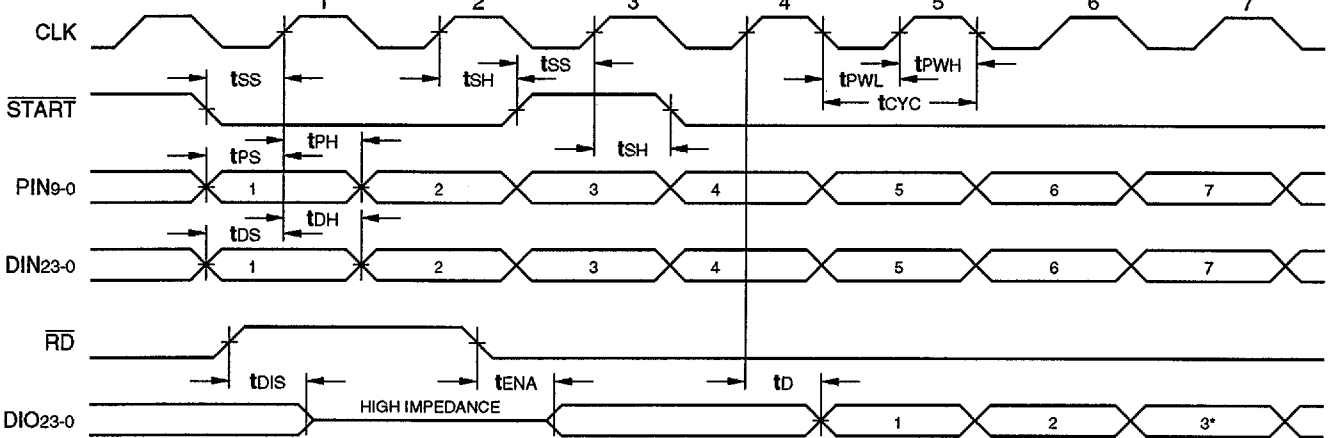 1 2 3 4 5 6 7
CLK
tSS tSH tSS tPWL tPWH
tCYC
START
tPS tPH tSH
PIN9-0 1 2 3 4 5 6 7
tDS tDH
DIN23-0 1 2 3 4 5 6 7
RD
tDIS tENA tD
DIO23-0 HIGH IMPEDANCE 1 2 3*